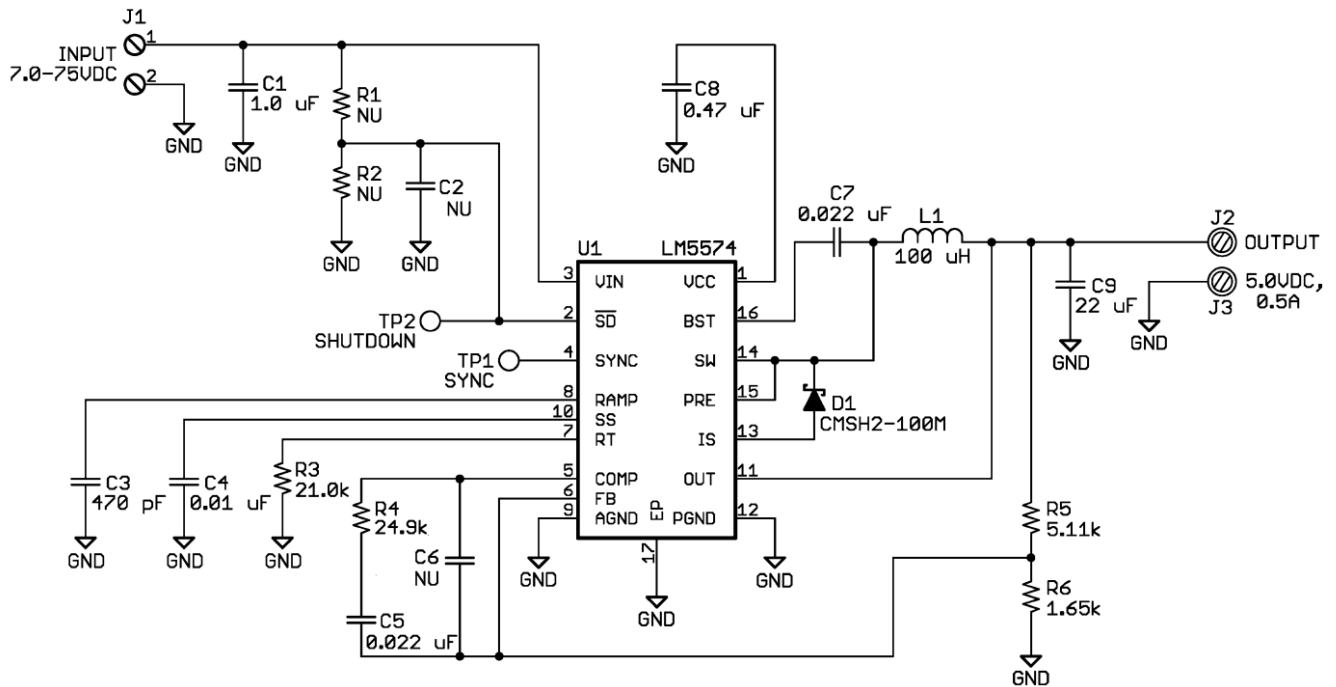 J1
1
INPUT
7.0-75VDC
2
GND
C1
1.0 uF
GND
R1
NU
R2
NU
GND
C2
NU
GND
C8
0.47 uF
GND
C7
0.022 uF
L1
100 uH
J2
OUTPUT
5.0VDC,
0.5A
J3
GND
C9
22 uF
GND
U1
LM5574
3 VIN VCC 1
2 SD BST 16
4 SYNC SW 14
8 RAMP PRE 15
10 SS
7 RT IS 13
5 COMP OUT 11
6 FB
9 AGND EP PGND 12
17
TP2
SHUTDOWN
TP1
SYNC
D1
CMSH2-100M
C3
470 pF
GND
C4
0.01 uF
GND
R3
21.0k
GND
R4
24.9k
C6
NU
C5
0.022 uF
GND
GND
GND
R5
5.11k
R6
1.65k
GND